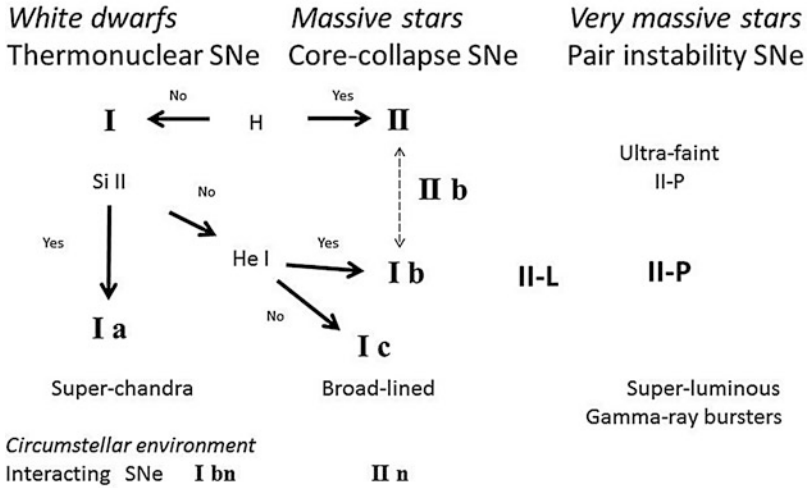 White dwarfs Massive stars Very massive stars
Thermonuclear SNe Core-collapse SNe Pair instability SNe
No Yes
I H II
Ultra-faint
Si II II-P
No II b
Yes Yes
He I I b II-L II-P
No
I a I c
Super-chandra Broad-lined Super-luminous
Gamma-ray bursters
Circumstellar environment
Interacting SNe I bn II n